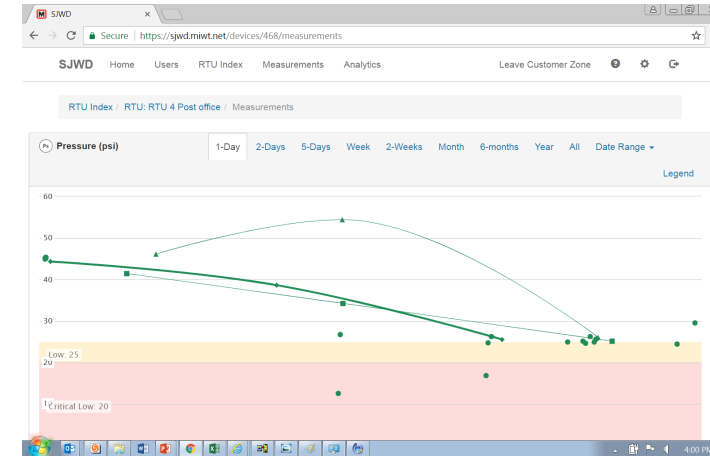 SJWD
Secure | https://sjwd.miwt.net/devices/468/measurements
SJWD Home Users RTU Index Measurements Analytics Leave Customer Zone
RTU Index / RTU: RTU 4 Post office / Measurements
Ps Pressure (psi) 1-Day 2-Days 5-Days Week 2-Weeks Month 6-months Year All Date Range
Legend
60
50
40
30
Low: 25
20
Critical Low: 20
4:00 PM